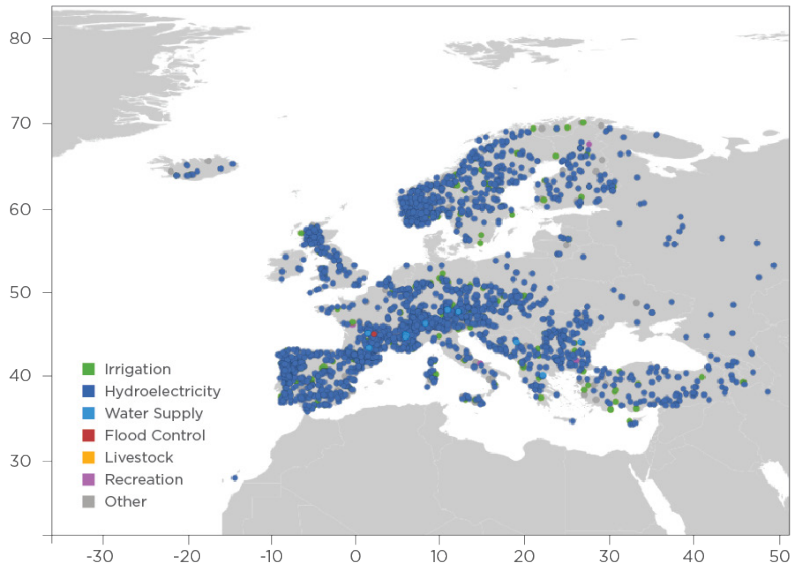 80
70
60
50
40
30
Irrigation
Hydroelectricity
Water Supply
Flood Control
Livestock
Recreation
Other
-30 -20 -10 0 10 20 30 40 50